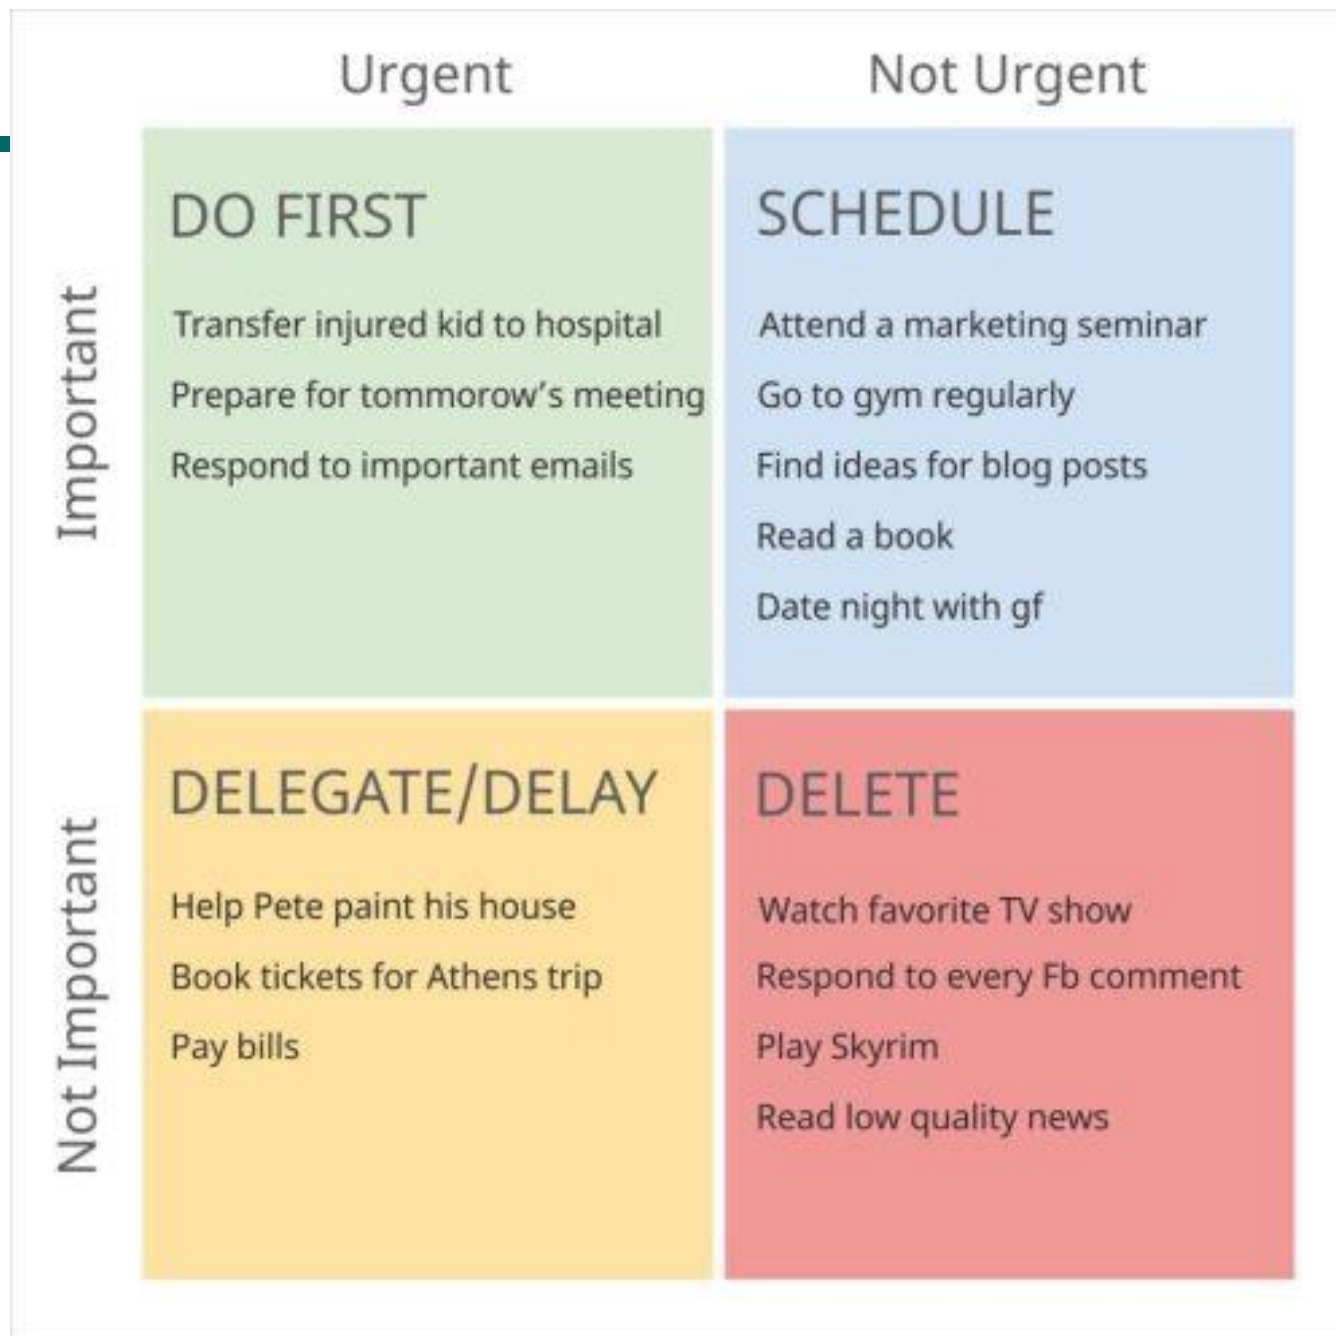 Urgent
Not Urgent
Important
DO FIRST
Transfer injured kid to hospital
Prepare for tommorow’s meeting
Respond to important emails
SCHEDULE
Attend a marketing seminar
Go to gym regularly
Find ideas for blog posts
Read a book
Date night with gf
Not Important
DELEGATE/DELAY
Help Pete paint his house
Book tickets for Athens trip
Pay bills
DELETE
Watch favorite TV show
Respond to every Fb comment
Play Skyrim
Read low quality news